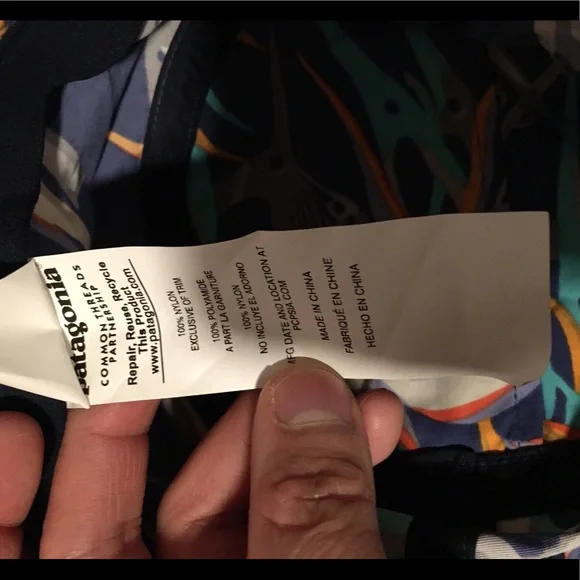 patagonia
COMMON THREADS
PARTNERSHIP
Repair, Reuse, Recycle
This Product
www.patagonia.com
100% NYLON
EXCLUSIVE OF TRIM
100% POLYAMIDE
A PART LA GARNITURE
100% NYLON
NO INCLUYE EL ADORNO
MFG DATE AND LOCATION AT
PCPSIA.COM
MADE IN CHINA
FABRIQUÉ EN CHINE
HECHO EN CHINA